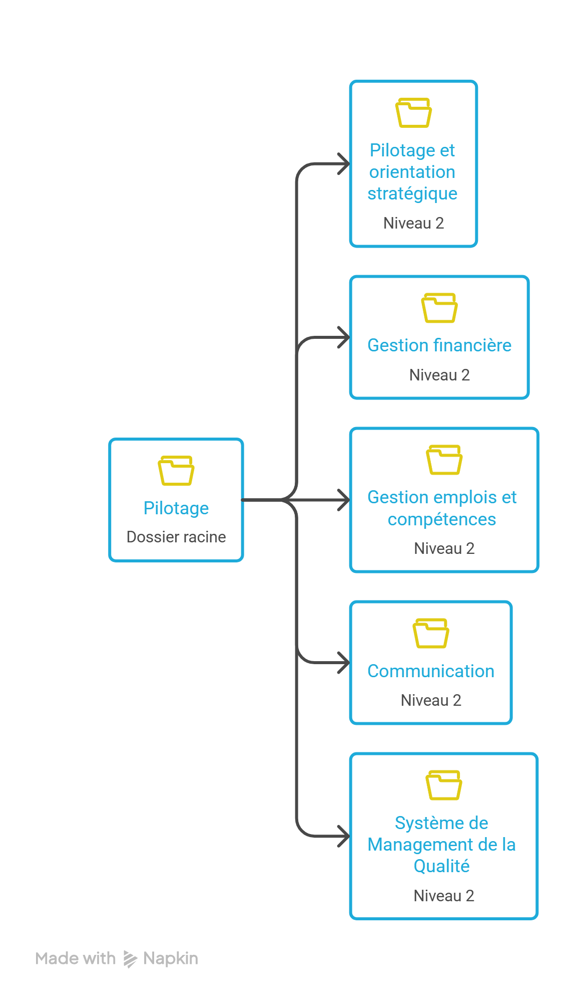 Pilotage et
orientation
stratégique
Niveau 2
Gestion financière
Niveau 2
Pilotage
Dossier racine
Gestion emplois et
compétences
Niveau 2
Communication
Niveau 2
Système de
Management de la
Qualité
Niveau 2
Made with Napkin